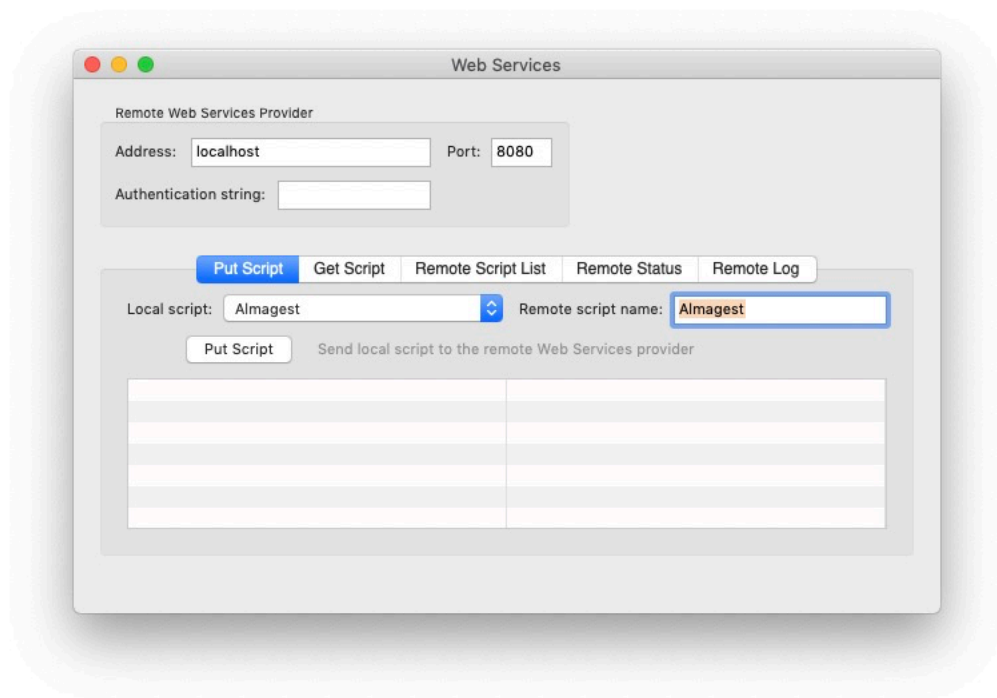 Web Services
Remote Web Services Provider
Address: localhost Port: 8080
Authentication string:
Put Script Get Script Remote Script List Remote Status Remote Log
Local script: Almagest Remote script name: Almagest
Put Script Send local script to the remote Web Services provider